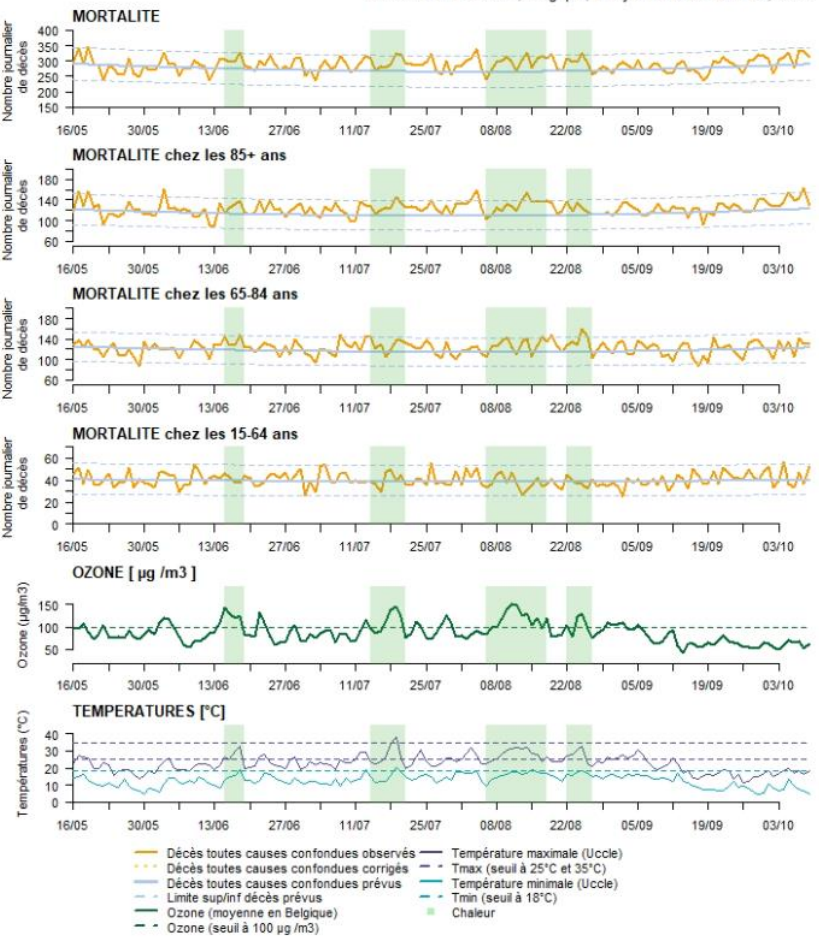 MORTALITE
Nombre journalier
de décès
400
350
300
250
200
150
16/05 30/05 13/06 27/06 11/07 25/07 08/08 22/08 05/09 19/09 03/10
MORTALITE chez les 85+ ans
Nombre journalier
de décès
180
140
100
60
16/05 30/05 13/06 27/06 11/07 25/07 08/08 22/08 05/09 19/09 03/10
MORTALITE chez les 65-84 ans
Nombre journalier
de décès
180
140
100
60
16/05 30/05 13/06 27/06 11/07 25/07 08/08 22/08 05/09 19/09 03/10
MORTALITE chez les 15-64 ans
Nombre journalier
de décès
60
40
20
0
16/05 30/05 13/06 27/06 11/07 25/07 08/08 22/08 05/09 19/09 03/10
OZONE [ µg /m3 ]
Ozone (µg/m3)
150
100
50
16/05 30/05 13/06 27/06 11/07 25/07 08/08 22/08 05/09 19/09 03/10
TEMPERATURES [°C]
Températures (°C)
40
30
20
10
0
16/05 30/05 13/06 27/06 11/07 25/07 08/08 22/08 05/09 19/09 03/10
Décès toutes causes confondues observés
Décès toutes causes confondues corrigés
Décès toutes causes confondues prévus
Limite sup/inf décès prévus
Ozone (moyenne en Belgique)
Ozone (seuil à 100 µg /m3)
Température maximale (Uccle)
Tmax (seuil à 25°C et 35°C)
Température minimale (Uccle)
Tmin (seuil à 18°C)
Chaleur